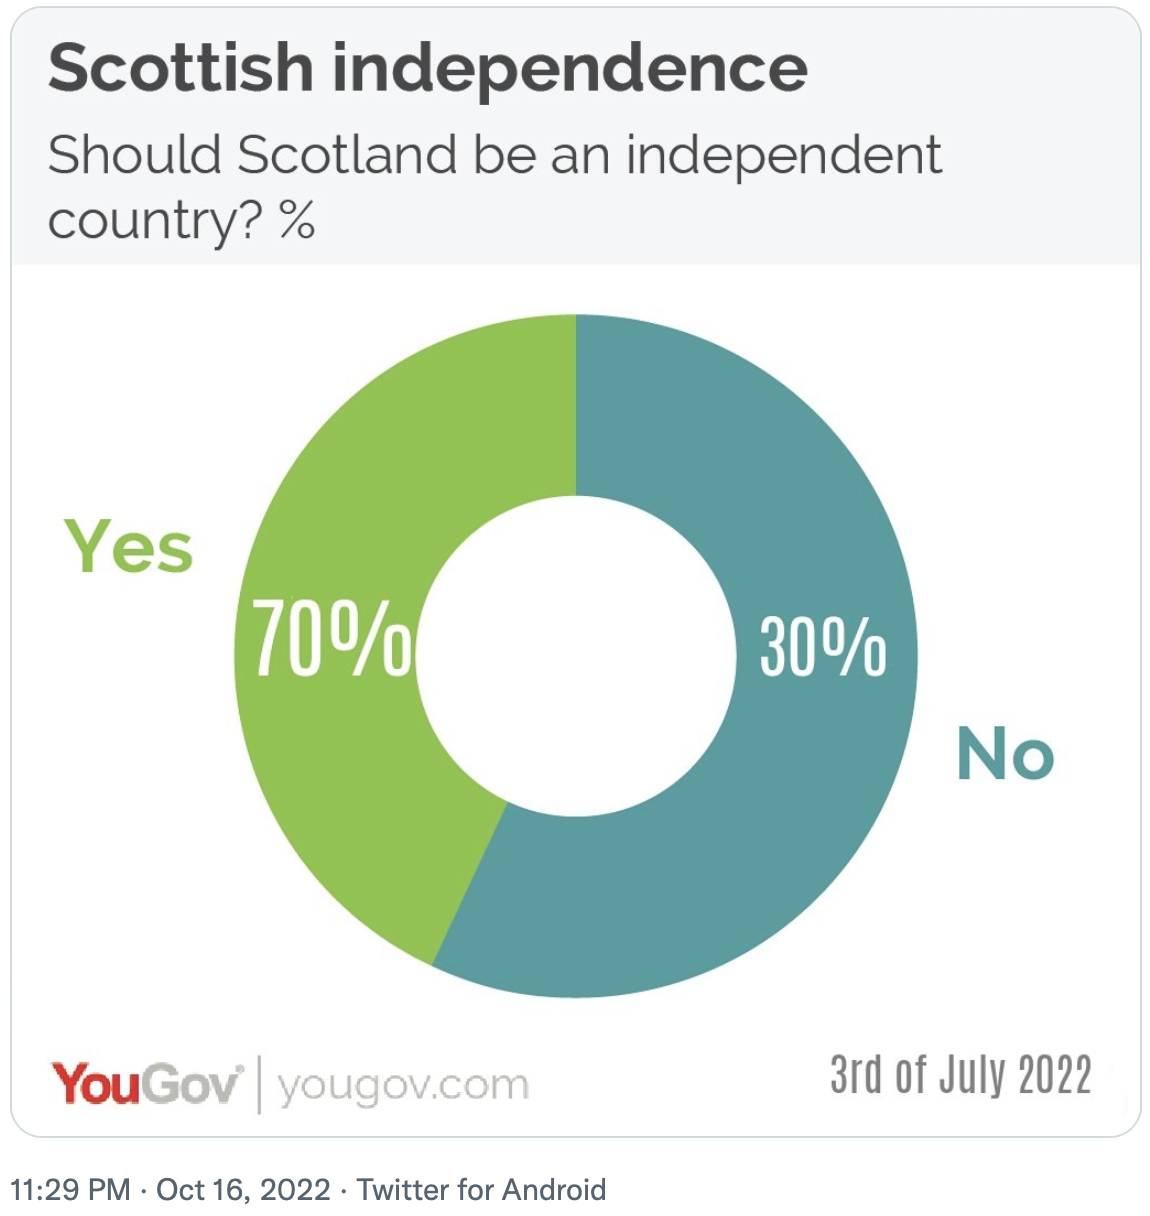 Scottish independence
Should Scotland be an independent
country? %
Yes
70%
30%
No
YouGov® | yougov.com
3rd of July 2022
11:29 PM · Oct 16, 2022 · Twitter for Android